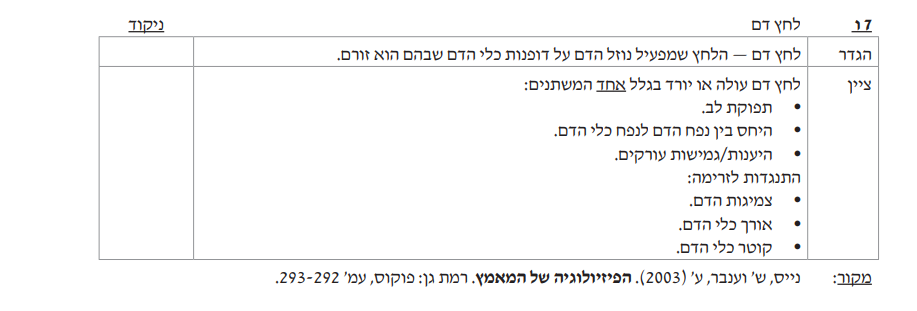 7 ו לחץ דם ניקוד
הגדר לחץ דם — הלחץ שמפעיל נוזל הדם על דופנות כלי הדם שבהם הוא זורם.
ציין לחץ דם עולה או יורד בגלל אחד המשתנים:
• תפוקת לב.
• היחס בין נפח הדם לנפח כלי הדם.
• היענות/גמישות עורקים.
התנגדות לזרימה:
• צמיגות הדם.
• אורך כלי הדם.
• קוטר כלי הדם.
מקור: נייס, ש' וענבר, ע' (2003). הפיזיולוגיה של המאמץ. רמת גן: פוקוס, עמ' 293-292.